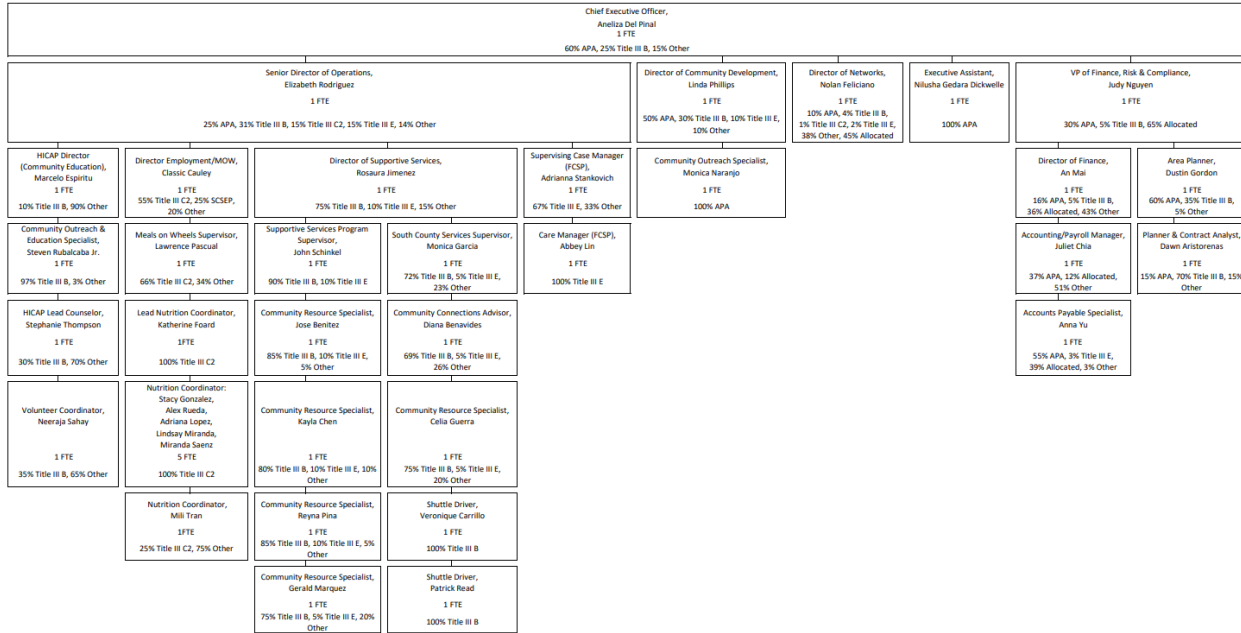 Chief Executive Officer,
Aneliza Del Pinal
1 FTE
60% APA, 25% Title III B, 15% Other
Senior Director of Operations,
Elizabeth Rodriguez
1 FTE
25% APA, 31% Title III B, 15% Title III C2, 15% Title III E, 14% Other
Director of Community Development,
Linda Phillips
1 FTE
50% APA, 30% Title III B, 10% Title III E,
10% Other
Director of Networks,
Nolan Feliciano
1 FTE
10% APA, 4% Title III B,
1% Title III C2, 2% Title III E,
38% Other, 45% Allocated
Executive Assistant,
Nilusha Gedara Dickwelle
1 FTE
100% APA
VP of Finance, Risk & Compliance,
Judy Nguyen
1 FTE
30% APA, 5% Title III B, 65% Allocated
HICAP Director
(Community Education),
Marcelo Espiritu
1 FTE
10% Title III B, 90% Other
Director Employment/MOW,
Classic Cauley
1 FTE
55% Title III C2, 25% SCSEP,
20% Other
Director of Supportive Services,
Rosaura Jimenez
1 FTE
75% Title III B, 10% Title III E, 15% Other
Supervising Case Manager
(FCSP),
Adrianna Stankovich
1 FTE
67% Title III E, 33% Other
Community Outreach Specialist,
Monica Naranjo
1 FTE
100% APA
Director of Finance,
An Mai
1 FTE
16% APA, 5% Title III B,
36% Allocated, 43% Other
Area Planner,
Dustin Gordon
1 FTE
60% APA, 35% Title III B,
5% Other
Community Outreach &
Education Specialist,
Steven Rubalcaba Jr.
1 FTE
97% Title III B, 3% Other
Meals on Wheels Supervisor,
Lawrence Pascual
1 FTE
66% Title III C2, 34% Other
Supportive Services Program
Supervisor,
John Schinkel
1 FTE
90% Title III B, 10% Title III E
South County Services Supervisor,
Monica Garcia
1 FTE
72% Title III B, 5% Title III E,
23% Other
Care Manager (FCSP),
Abbey Lin
1 FTE
100% Title III E
Accounting/Payroll Manager,
Juliet Chia
1 FTE
37% APA, 12% Allocated,
51% Other
Planner & Contract Analyst,
Dawn Aristorenas
1 FTE
15% APA, 70% Title III B, 15%
Other
HICAP Lead Counselor,
Stephanie Thompson
1 FTE
30% Title III B, 70% Other
Lead Nutrition Coordinator,
Katherine Foard
1FTE
100% Title III C2
Community Resource Specialist,
Jose Benitez
1 FTE
85% Title III B, 10% Title III E,
5% Other
Community Connections Advisor,
Diana Benavides
1 FTE
69% Title III B, 5% Title III E,
26% Other
Accounts Payable Specialist,
Anna Yu
1 FTE
55% APA, 3% Title III E,
39% Allocated, 3% Other
Volunteer Coordinator,
Neeraja Sahay
1 FTE
35% Title III B, 65% Other
Nutrition Coordinator:
Stacy Gonzalez,
Alex Rueda,
Adriana Lopez,
Lindsay Miranda,
Miranda Saenz
5 FTE
100% Title III C2
Community Resource Specialist,
Kayla Chen
1 FTE
80% Title III B, 10% Title III E, 10%
Other
Community Resource Specialist,
Celia Guerra
1 FTE
75% Title III B, 5% Title III E,
20% Other
Nutrition Coordinator,
Mili Tran
1FTE
25% Title III C2, 75% Other
Community Resource Specialist,
Reyna Pina
1 FTE
85% Title III B, 10% Title III E, 5%
Other
Shuttle Driver,
Veronique Carrillo
1 FTE
100% Title III B
Community Resource Specialist,
Gerald Marquez
1 FTE
75% Title III B, 5% Title III E, 20%
Other
Shuttle Driver,
Patrick Read
1 FTE
100% Title III B